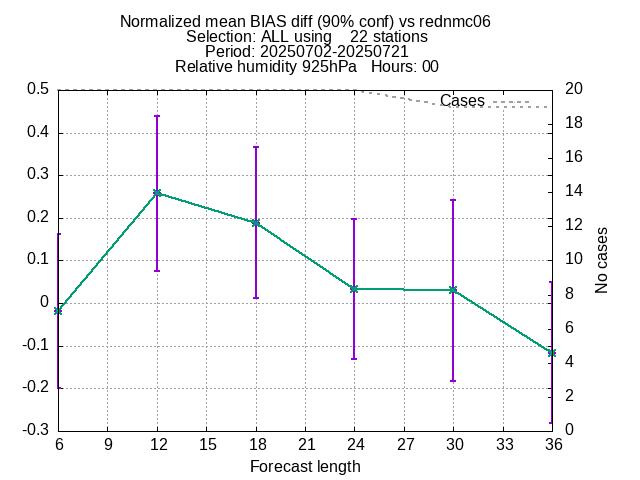 Normalized mean BIAS diff (90% conf) vs rednmc06
Selection: ALL using    22 stations
Period: 20250702-20250721
Relative humidity 925hPa   Hours: 00
Cases
0.5
0.4
0.3
0.2
0.1
0
-0.1
-0.2
-0.3
20
18
16
14
12
10
8
6
4
2
0
No cases
6 9 12 15 18 21 24 27 30 33 36
Forecast length